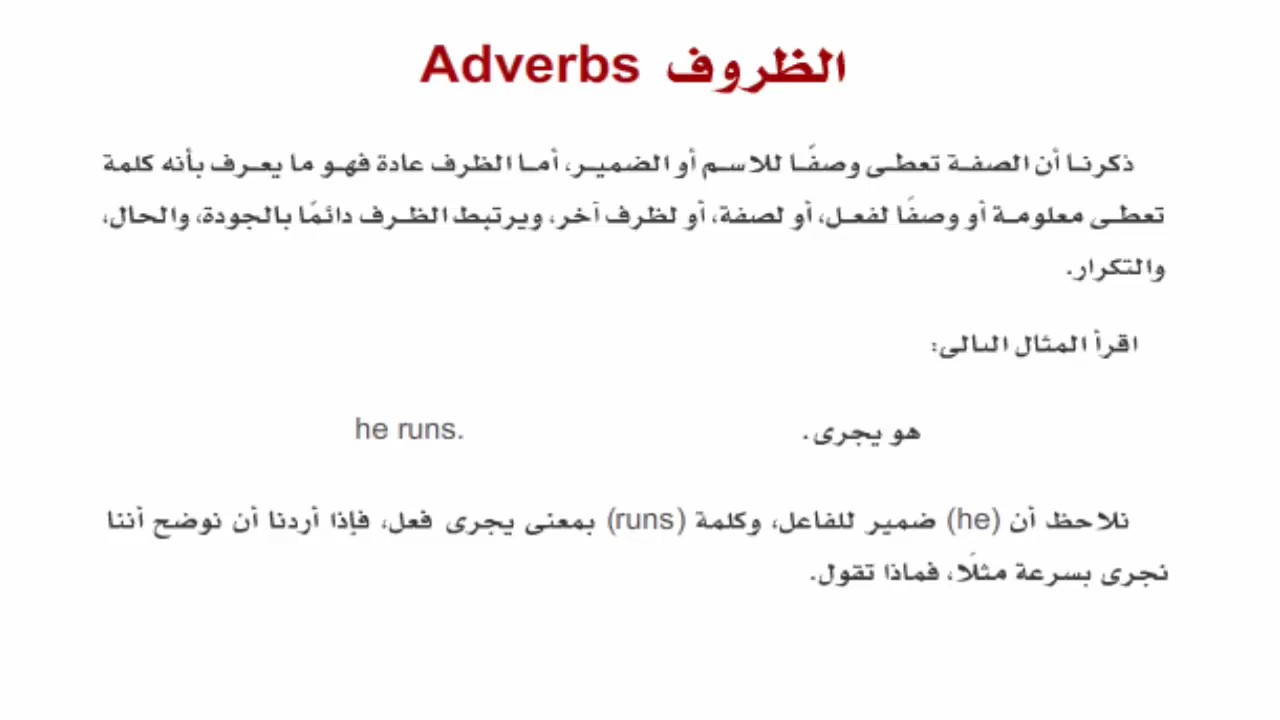 الظروف Adverbs
ذكرنا أن الصفة تعطى وصفًا للاسم أو الضمير، أما الظرف عادة فهو ما يعرف بأنه كلمة
تعطى معلومة أو وصفًا لفعل، أو لصفة، أو لظرف آخر، ويرتبط الظرف دائمًا بالجودة، والحال،
والتكرار.
اقرأ المثال التالى:
هو يجرى. he runs.
نلاحظ أن (he) ضمير للفاعل، وكلمة (runs) بمعنى يجرى فعل، فإذا أردنا أن نوضح أننا
نجرى بسرعة مثلًا، فماذا تقول.